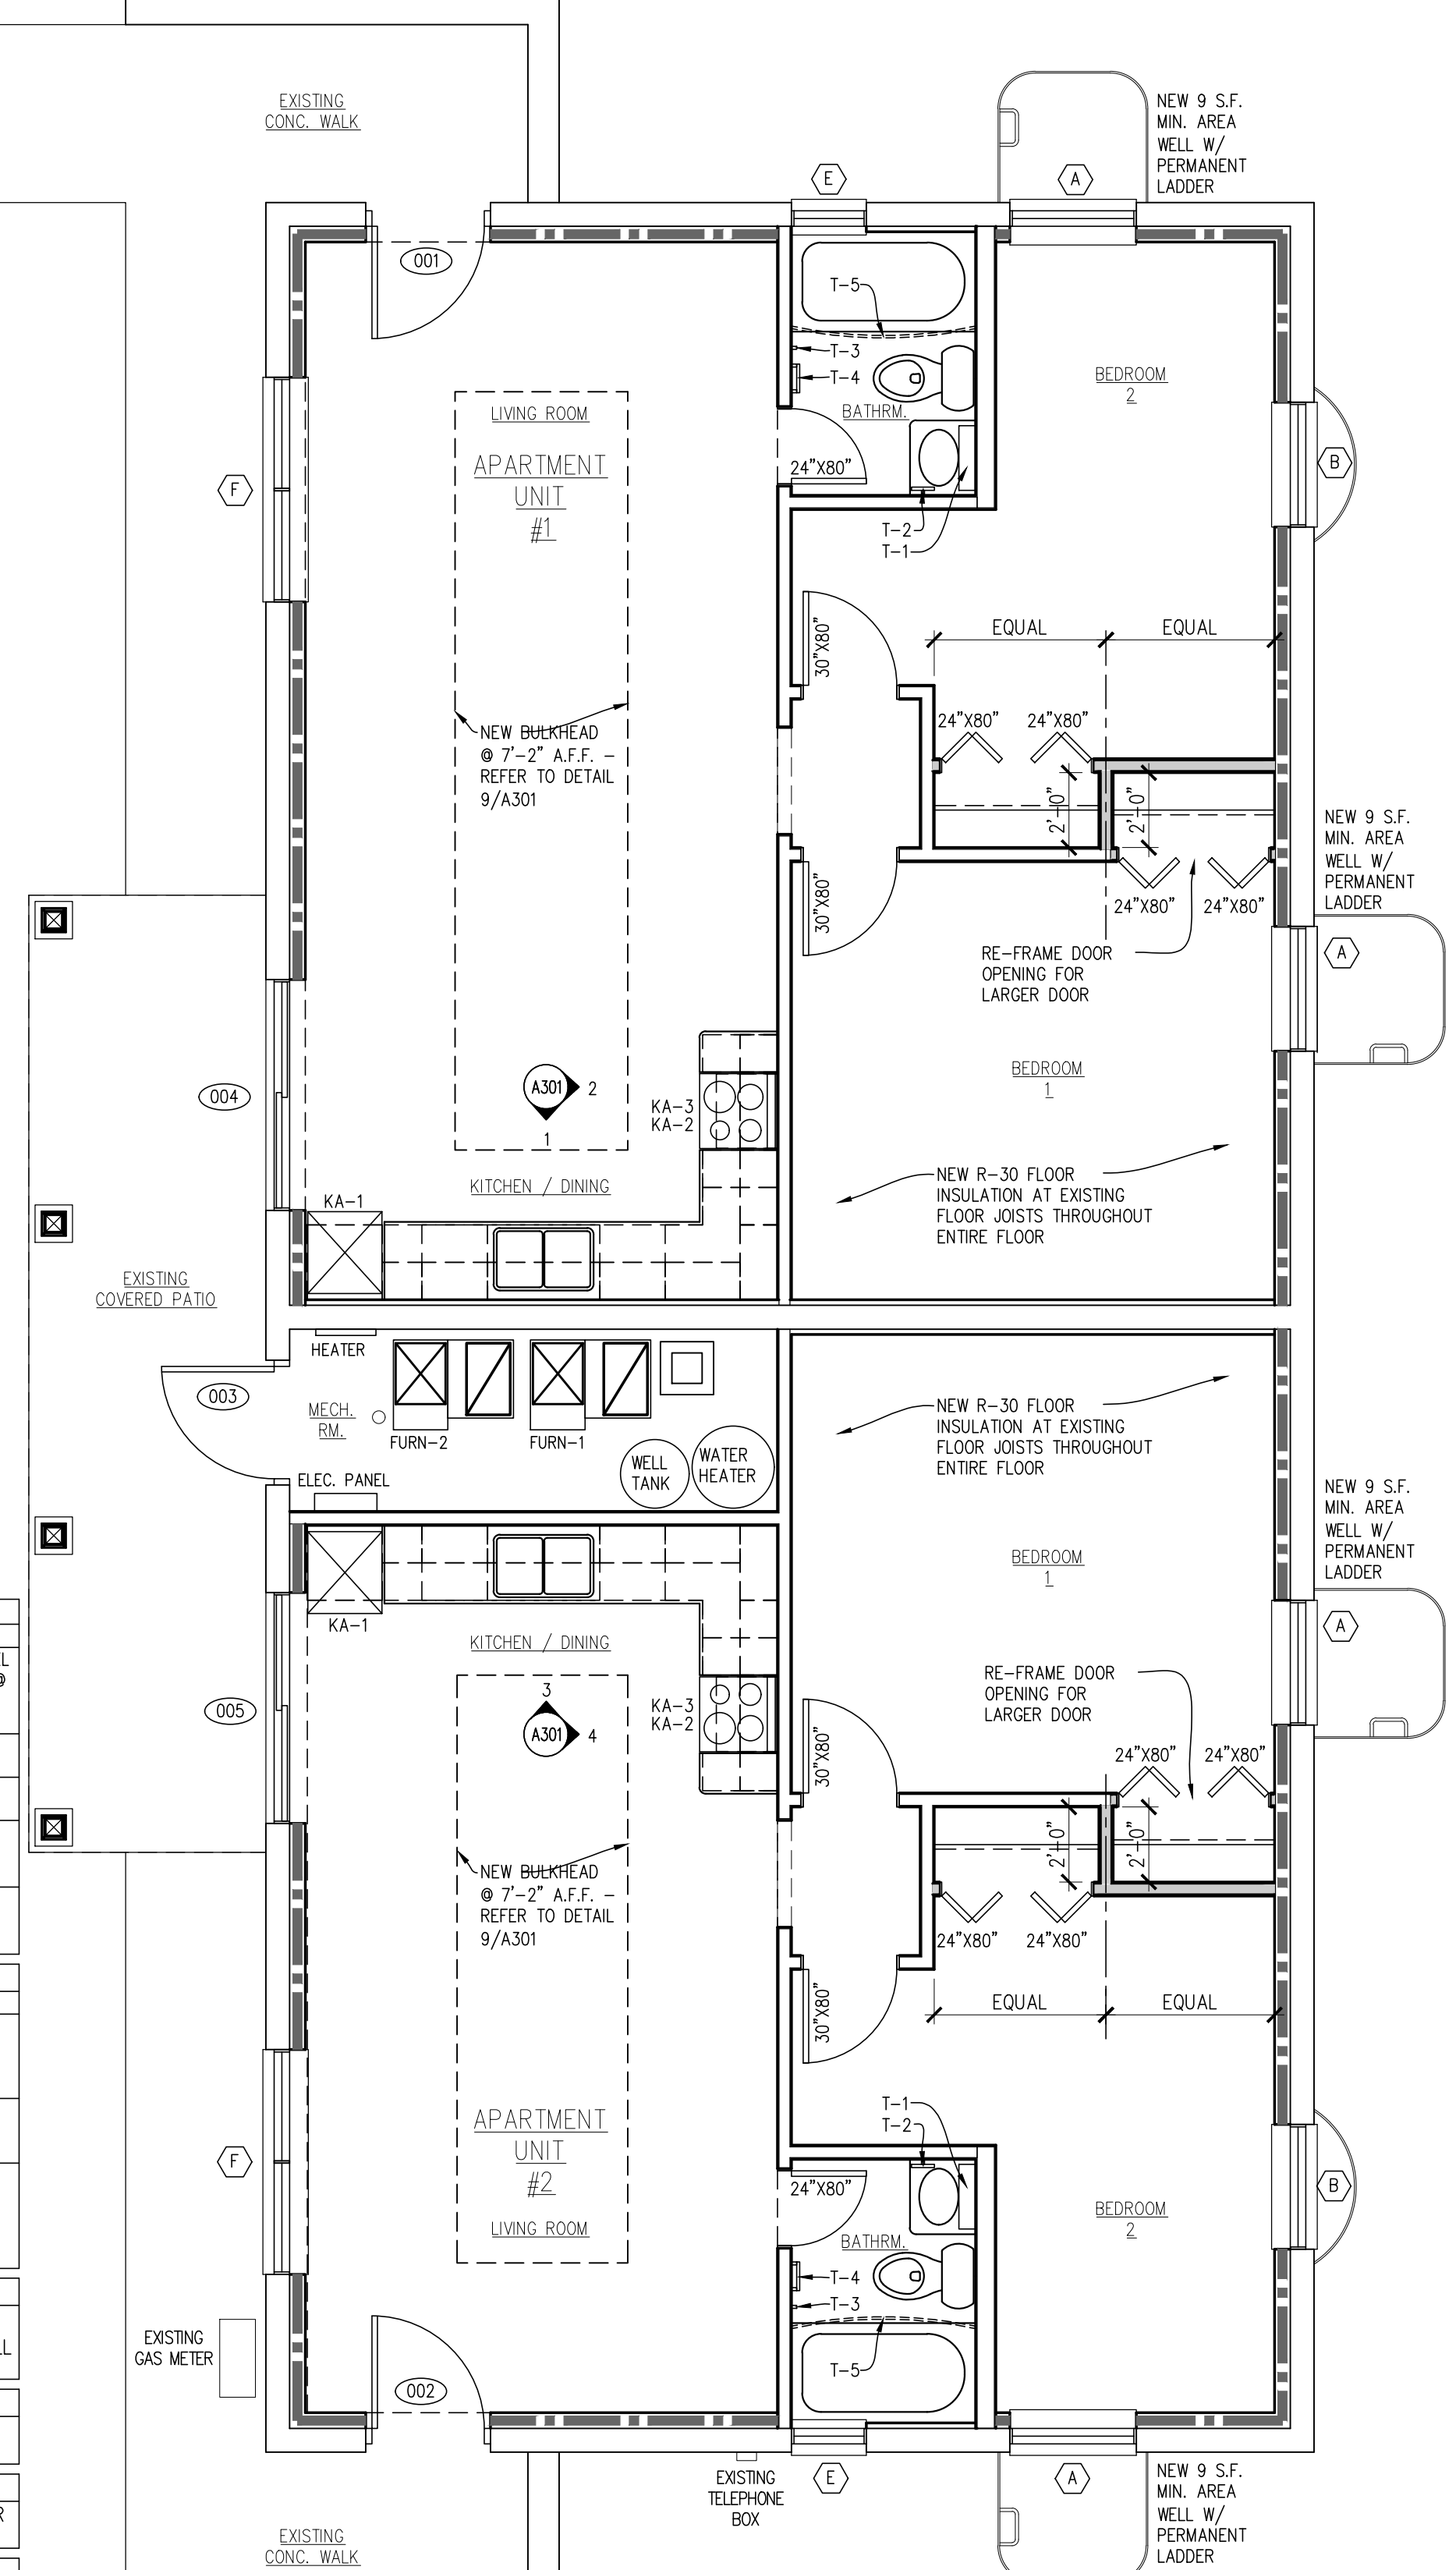 EXISTING
CONC. WALK
NEW 9 S.F.
MIN. AREA
WELL W/
PERMANENT
LADDER
E
A
001
T-5
T-3
T-4
BATHRM.
24"X80"
T-2
T-1
BEDROOM
2
B
LIVING ROOM
APARTMENT
UNIT
#1
F
30"X80"
EQUAL
EQUAL
24"X80"
24"X80"
NEW BULKHEAD
@ 7'-2" A.F.F. -
REFER TO DETAIL
9/A301
2'-0"
2'-0"
30"X80"
24"X80"
24"X80"
NEW 9 S.F.
MIN. AREA
WELL W/
PERMANENT
LADDER
A
RE-FRAME DOOR
OPENING FOR
LARGER DOOR
BEDROOM
1
004
A301
2
1
KA-3
KA-2
KITCHEN / DINING
KA-1
NEW R-30 FLOOR
INSULATION AT EXISTING
FLOOR JOISTS THROUGHOUT
ENTIRE FLOOR
EXISTING
COVERED PATIO
HEATER
003
MECH.
RM.
FURN-2
FURN-1
WELL
TANK
WATER
HEATER
ELEC. PANEL
NEW R-30 FLOOR
INSULATION AT EXISTING
FLOOR JOISTS THROUGHOUT
ENTIRE FLOOR
NEW 9 S.F.
MIN. AREA
WELL W/
PERMANENT
LADDER
A
BEDROOM
1
KA-1
KITCHEN / DINING
EL
@
005
3
A301
4
KA-3
KA-2
RE-FRAME DOOR
OPENING FOR
LARGER DOOR
30"X80"
24"X80"
24"X80"
2'-0"
2'-0"
NEW BULKHEAD
@ 7'-2" A.F.F. -
REFER TO DETAIL
9/A301
24"X80"
24"X80"
30"X80"
EQUAL
EQUAL
APARTMENT
UNIT
#2
LIVING ROOM
F
T-1
T-2
24"X80"
BATHRM.
T-4
T-3
T-5
BEDROOM
2
B
EXISTING
GAS METER
LL
002
EXISTING
TELEPHONE
BOX
E
A
NEW 9 S.F.
MIN. AREA
WELL W/
PERMANENT
LADDER
R
EXISTING
CONC. WALK